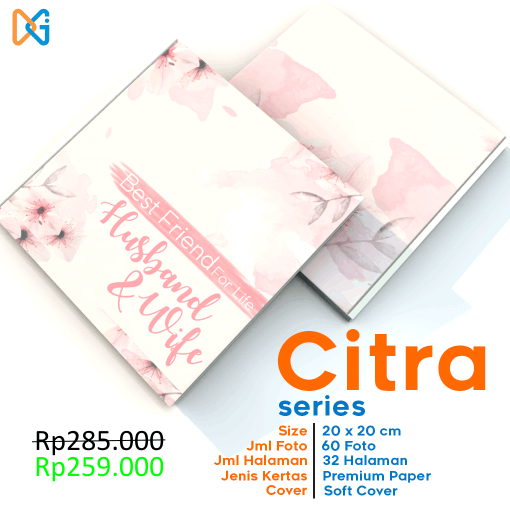 Best Friend For Life
Husband
& Wife
Citra
series
Size 20 x 20 cm
Jml Foto 60 Foto
Jml Halaman 32 Halaman
Jenis Kertas Premium Paper
Cover Soft Cover
Rp285.000
Rp259.000